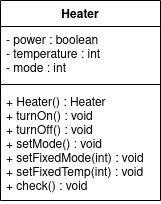 Heater
- power : boolean
- temperature : int
- mode : int
+ Heater() : Heater
+ turnOn() : void
+ turnOff() : void
+ setMode() : void
+ setFixedMode(int) : void
+ setFixedTemp(int) : void
+ check() : void